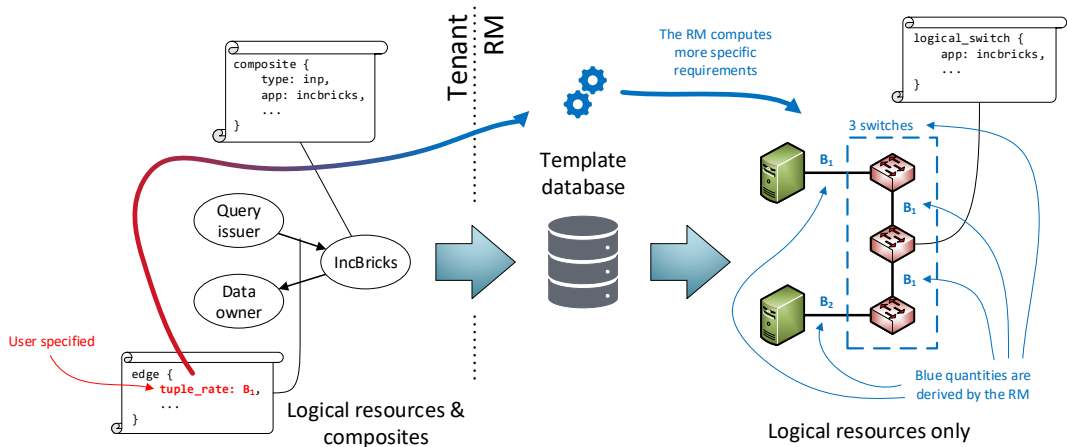 composite {
type: inp,
app: incbricks,
...
}
Tenant
RM
The RM computes
more specific
requirements
logical_switch {
app: incbricks,
...
}
3 switches
Template
database
B1
B1
B1
B2
Query
issuer
IncBricks
Data
owner
User specified
edge {
tuple_rate: B1,
...
}
Logical resources &
composites
Blue quantities are
derived by the RM
Logical resources only